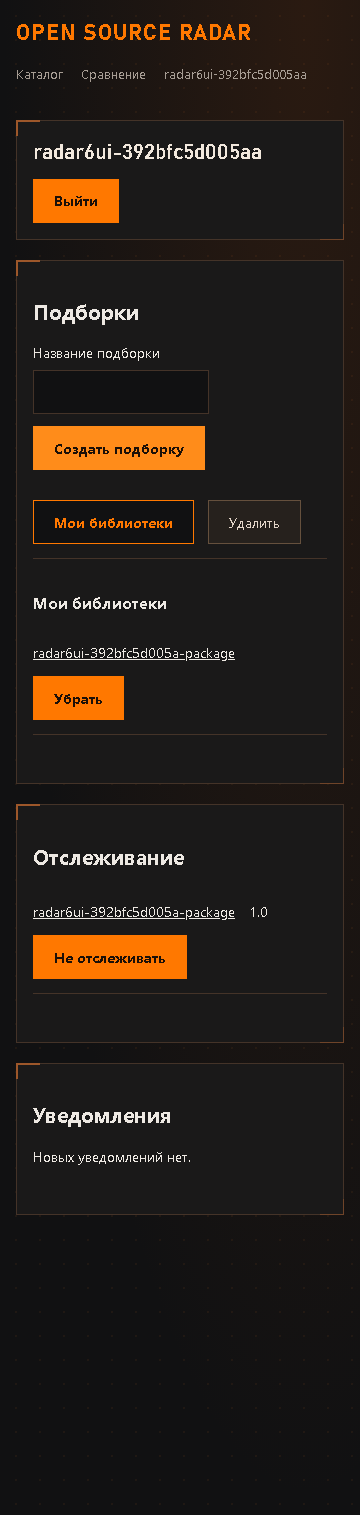 OPEN SOURCE RADAR
Каталог Сравнение radar6ui-392bfc5d005aa
radar6ui-392bfc5d005aa
Выйти
Подборки
Название подборки
Создать подборку
Мои библиотеки Удалить
Мои библиотеки
radar6ui-392bfc5d005a-package
Убрать
Отслеживание
radar6ui-392bfc5d005a-package 1.0
Не отслеживать
Уведомления
Новых уведомлений нет.